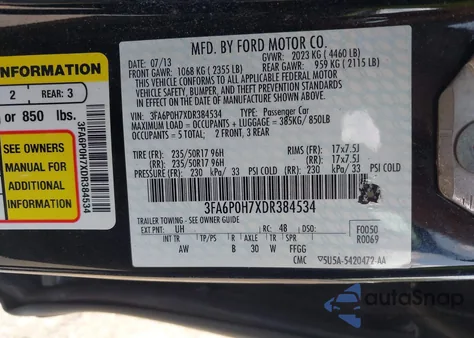 INFORMATION
2 REAR: 3
or 850 lbs.
SEE OWNERS
MANUAL FOR
ADDITIONAL
INFORMATION
3FA6P0H7XDR384534
MFD. BY FORD MOTOR CO.
DATE: 07/13 GVWR: 2023 KG ( 4460 LB)
FRONT GAWR: 1068 KG ( 2355 LB) REAR GAWR: 959 KG ( 2115 LB)
THIS VEHICLE CONFORMS TO ALL APPLICABLE FEDERAL MOTOR
VEHICLE SAFETY, BUMPER, AND THEFT PREVENTION STANDARDS IN
EFFECT ON THE DATE OF MANUFACTURE SHOWN ABOVE.
VIN: 3FA6P0H7XDR384534 TYPE: Passenger Car
MAXIMUM LOAD = OCCUPANTS + LUGGAGE = 385KG/ 850LB
OCCUPANTS = 5 TOTAL; 2 FRONT, 3 REAR
TIRE (FR): 235/50R17 96H RIMS (FR): 17x7.5J
TIRE (RR): 235/50R17 96H (RR): 17x7.5J
PRESSURE (FR): 230 kPa/ 33 PSI COLD (RR): 230 kPa/ 33 PSI COLD
3FA6P0H7XDR384534
TRAILER TOWING - SEE OWNER GUIDE
EXT PNT: UH RC: 48 DSO: F0050
INT TR TP/PS R AXLE TR SPR R0069
AW B 30 W FFGG
CMC 5U5A-5420472-AA
autoSnap